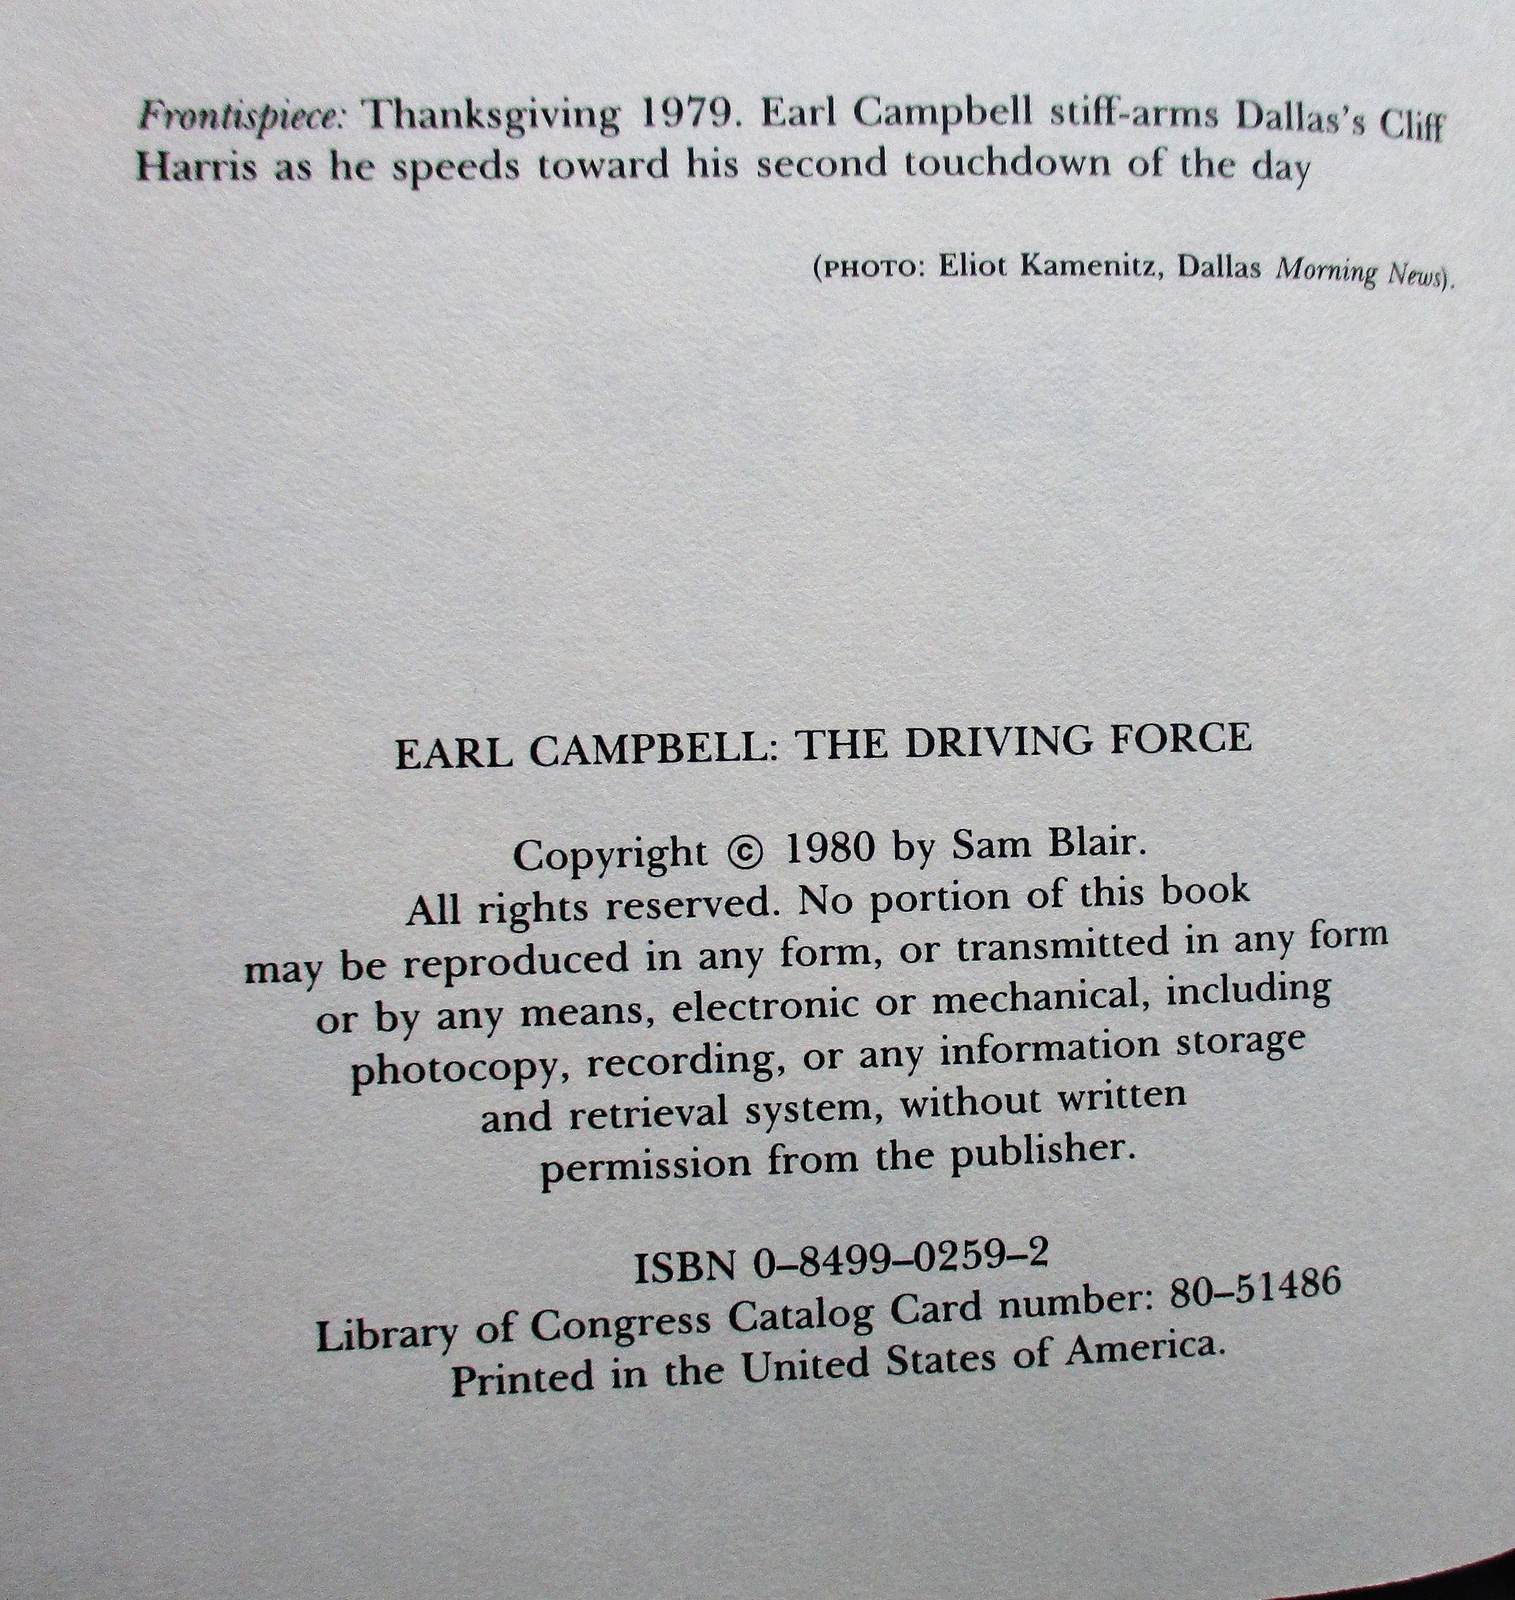 Frontispiece: Thanksgiving 1979. Earl Campbell stiff-arms Dallas's Cliff
Harris as he speeds toward his second touchdown of the day
(PHOTO: Eliot Kamenitz, Dallas Morning News).
EARL CAMPBELL: THE DRIVING FORCE
Copyright © 1980 by Sam Blair.
All rights reserved. No portion of this book
may be reproduced in any form, or transmitted in any form
or by any means, electronic or mechanical, including
photocopy, recording, or any information storage
and retrieval system, without written
permission from the publisher.
ISBN 0–8499–0259–2
Library of Congress Catalog Card number: 80–51486
Printed in the United States of America.